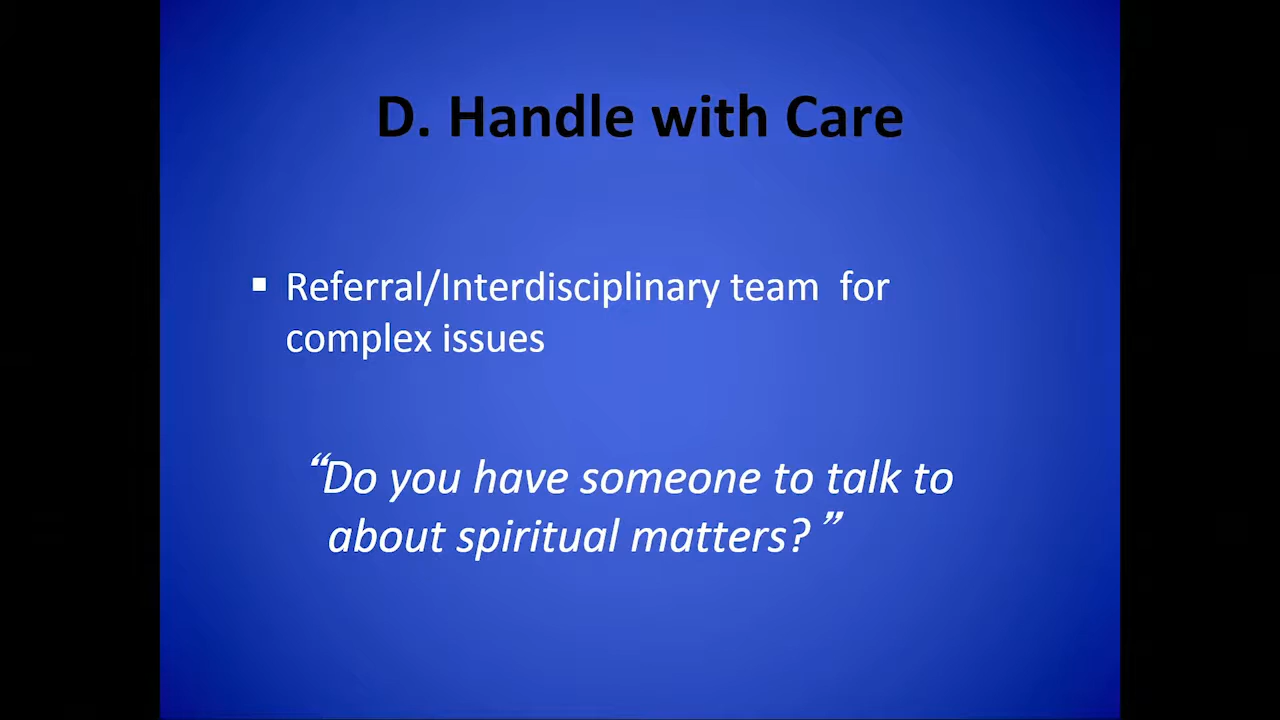 D. Handle with Care
▪ Referral/Interdisciplinary team for
complex issues
“Do you have someone to talk to
about spiritual matters?”